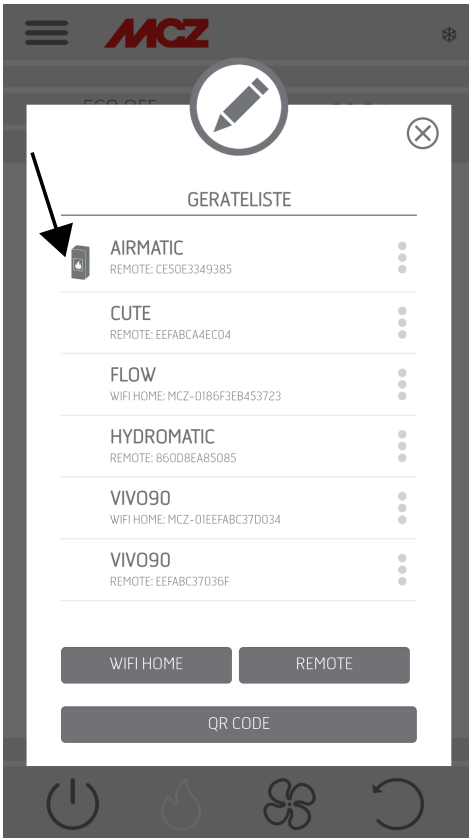 MCZ
GERATELISTE
AIRMATIC
REMOTE: CE50E3349385
CUTE
REMOTE: EEFABCA4EC04
FLOW
WIFI HOME: MCZ-0186F3EB453723
HYDROMATIC
REMOTE: 860D8EA85085
VIVO90
WIFI HOME: MCZ-01EEFABC37D034
VIVO90
REMOTE: EEFABC37036F
WIFI HOME
REMOTE
QR CODE